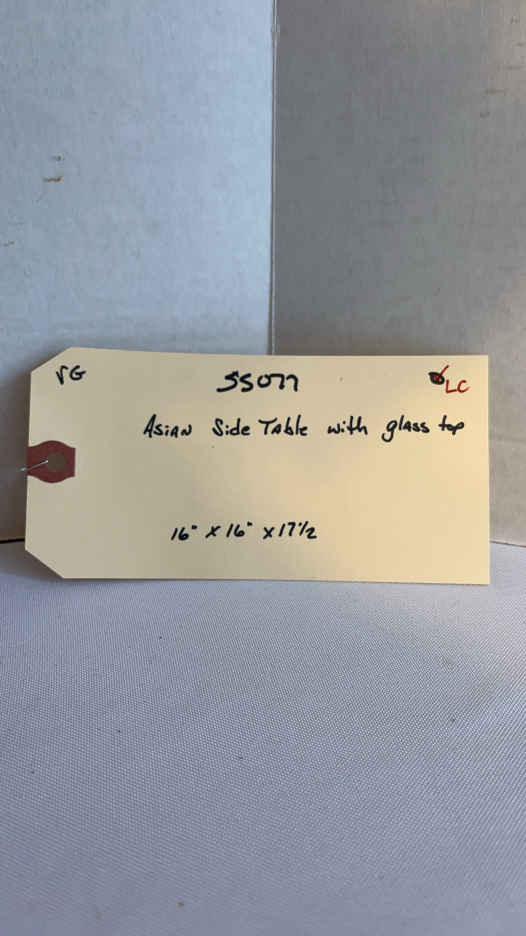 VG
55077
LC
Asian Side Table with glass top
16" x 16" x 17 1/2